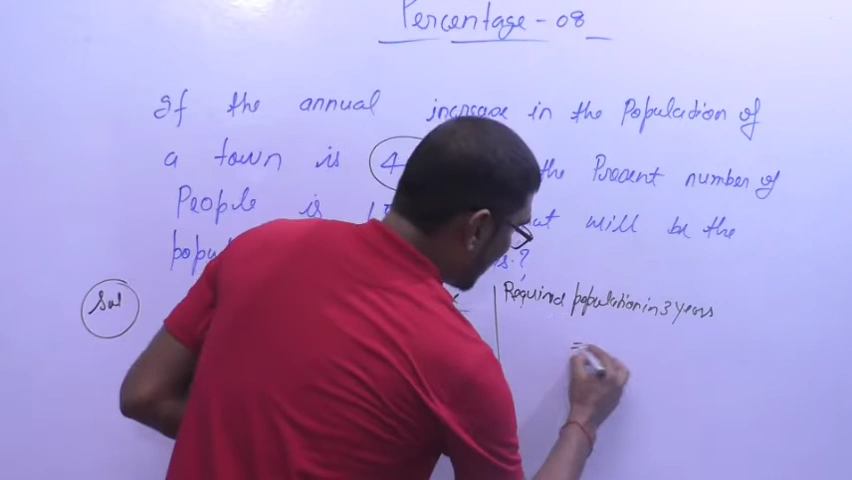 Percentage - 08
If the annual increase in the Population of
a town is 4 the Present number of
People is will be the
popu s.?
Sol
Required population in 3 years
=